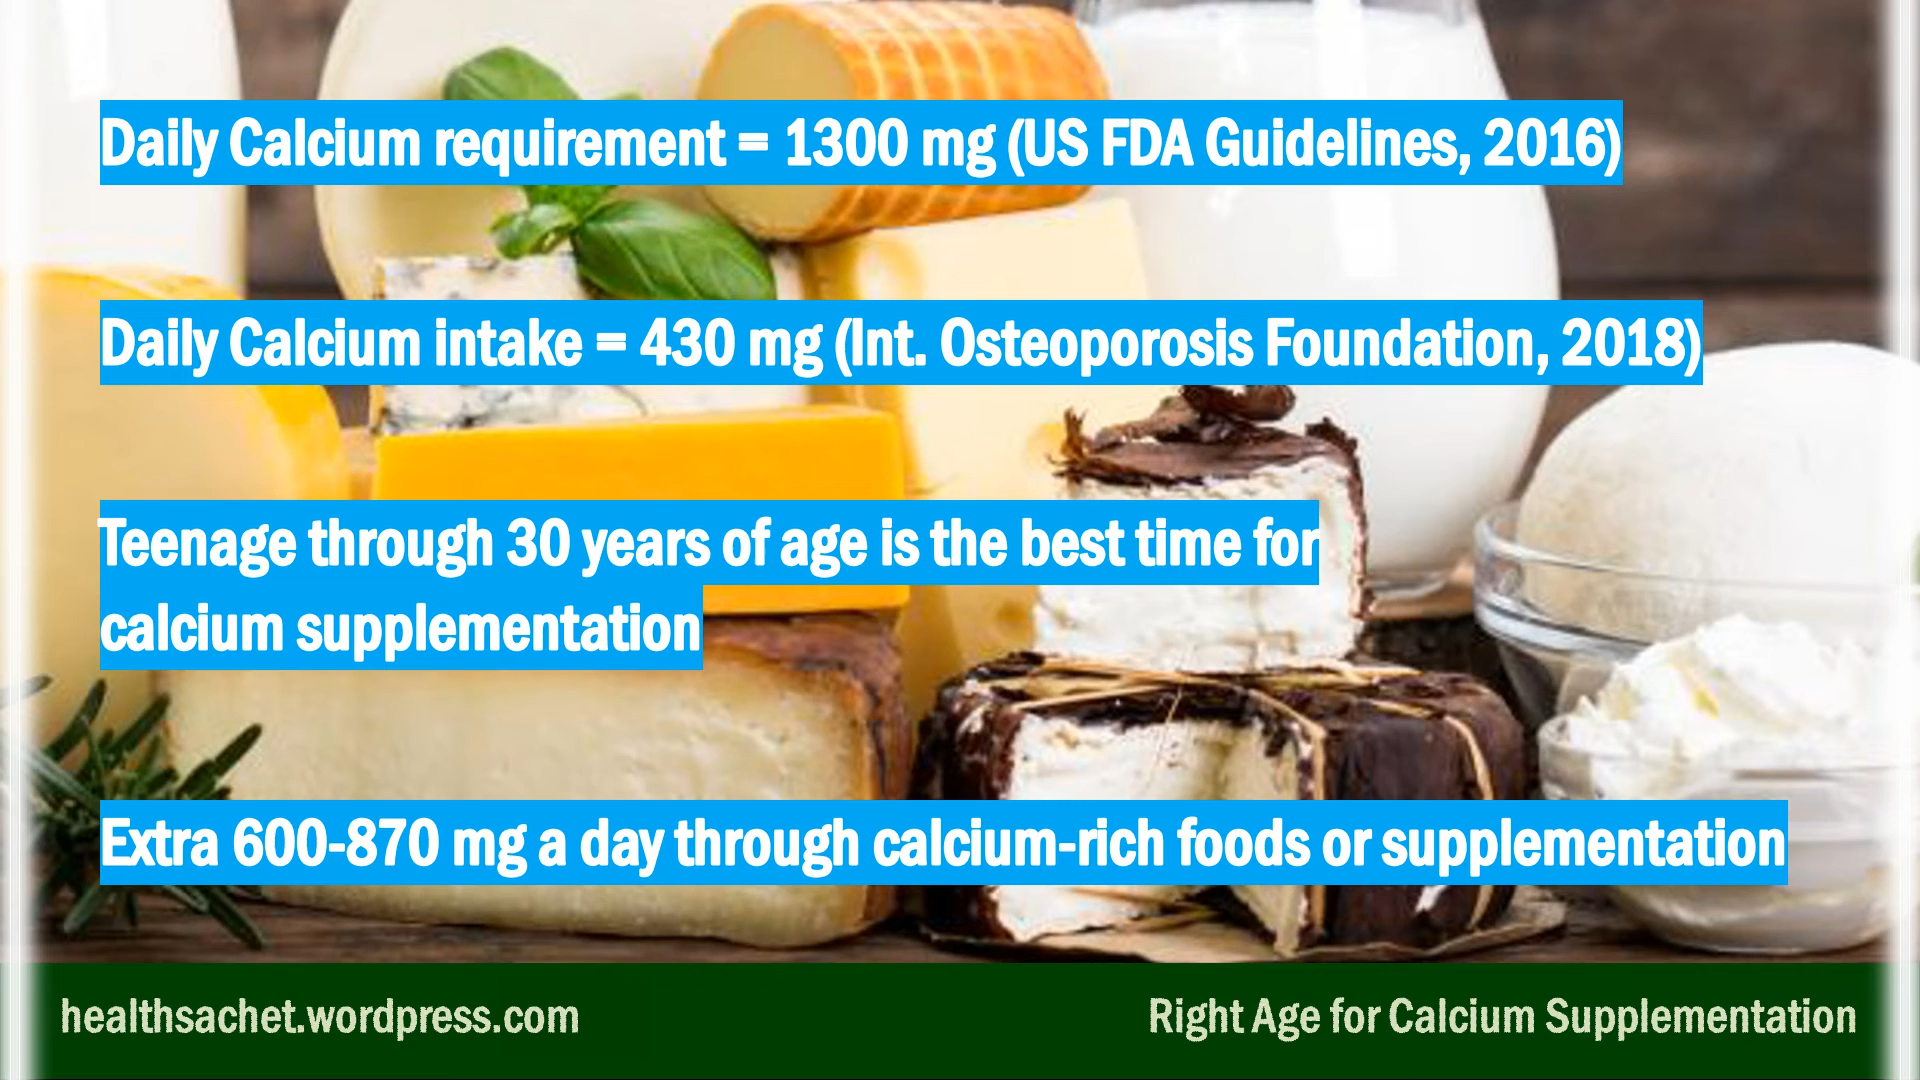 Daily Calcium requirement = 1300 mg (US FDA Guidelines, 2016)
Daily Calcium intake = 430 mg (Int. Osteoporosis Foundation, 2018)
Teenage through 30 years of age is the best time for
calcium supplementation
Extra 600-870 mg a day through calcium-rich foods or supplementation
healthsachet.wordpress.com
Right Age for Calcium Supplementation